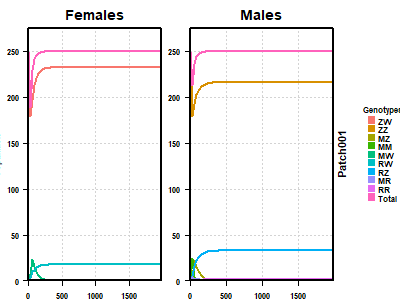 Females
Males
250
200
150
100
50
0
0
500
1000
1500
250
200
150
100
50
0
0
500
1000
1500
Patch001
Genotypes
ZW
ZZ
MZ
MM
MW
RW
RZ
MR
RR
Total